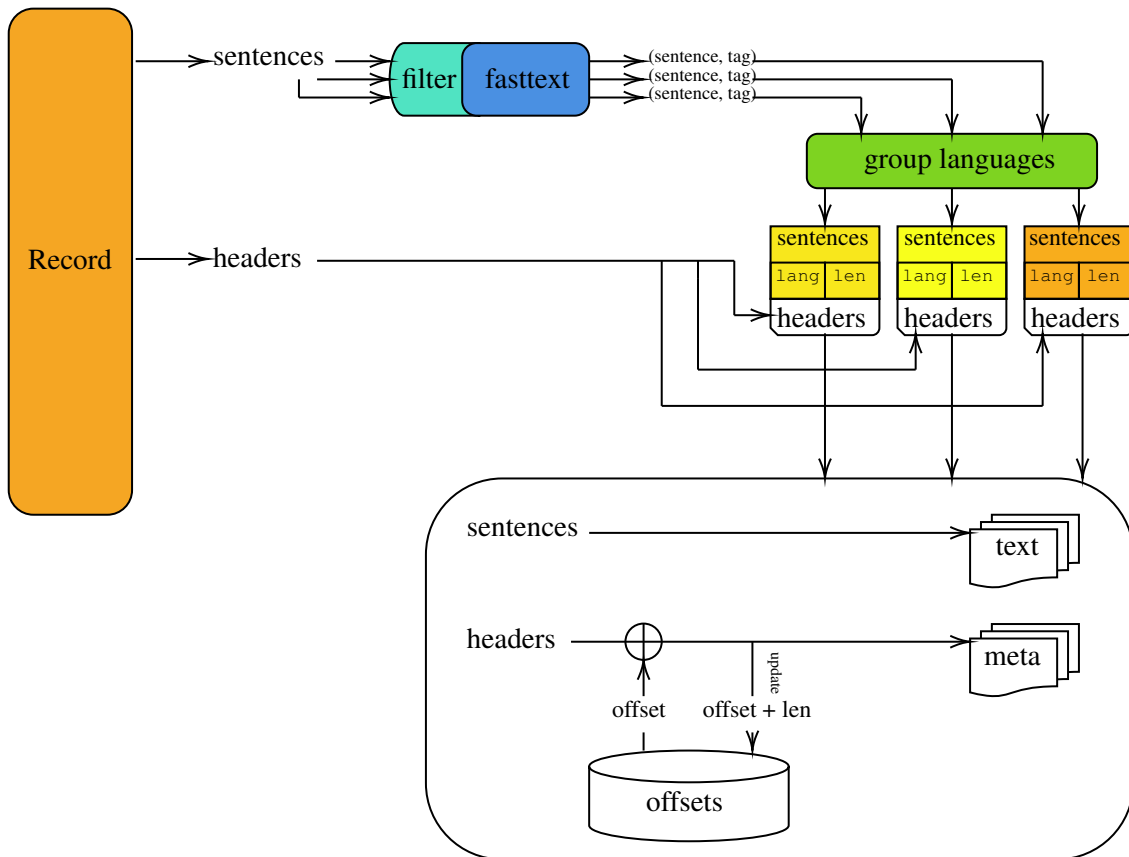 sentences
filter
fasttext
(sentence, tag)
(sentence, tag)
(sentence, tag)
group languages
Record
headers
sentences
sentences
sentences
lang
len
lang
len
lang
len
headers
headers
headers
sentences
text
headers
meta
update
offset
offset + len
offsets